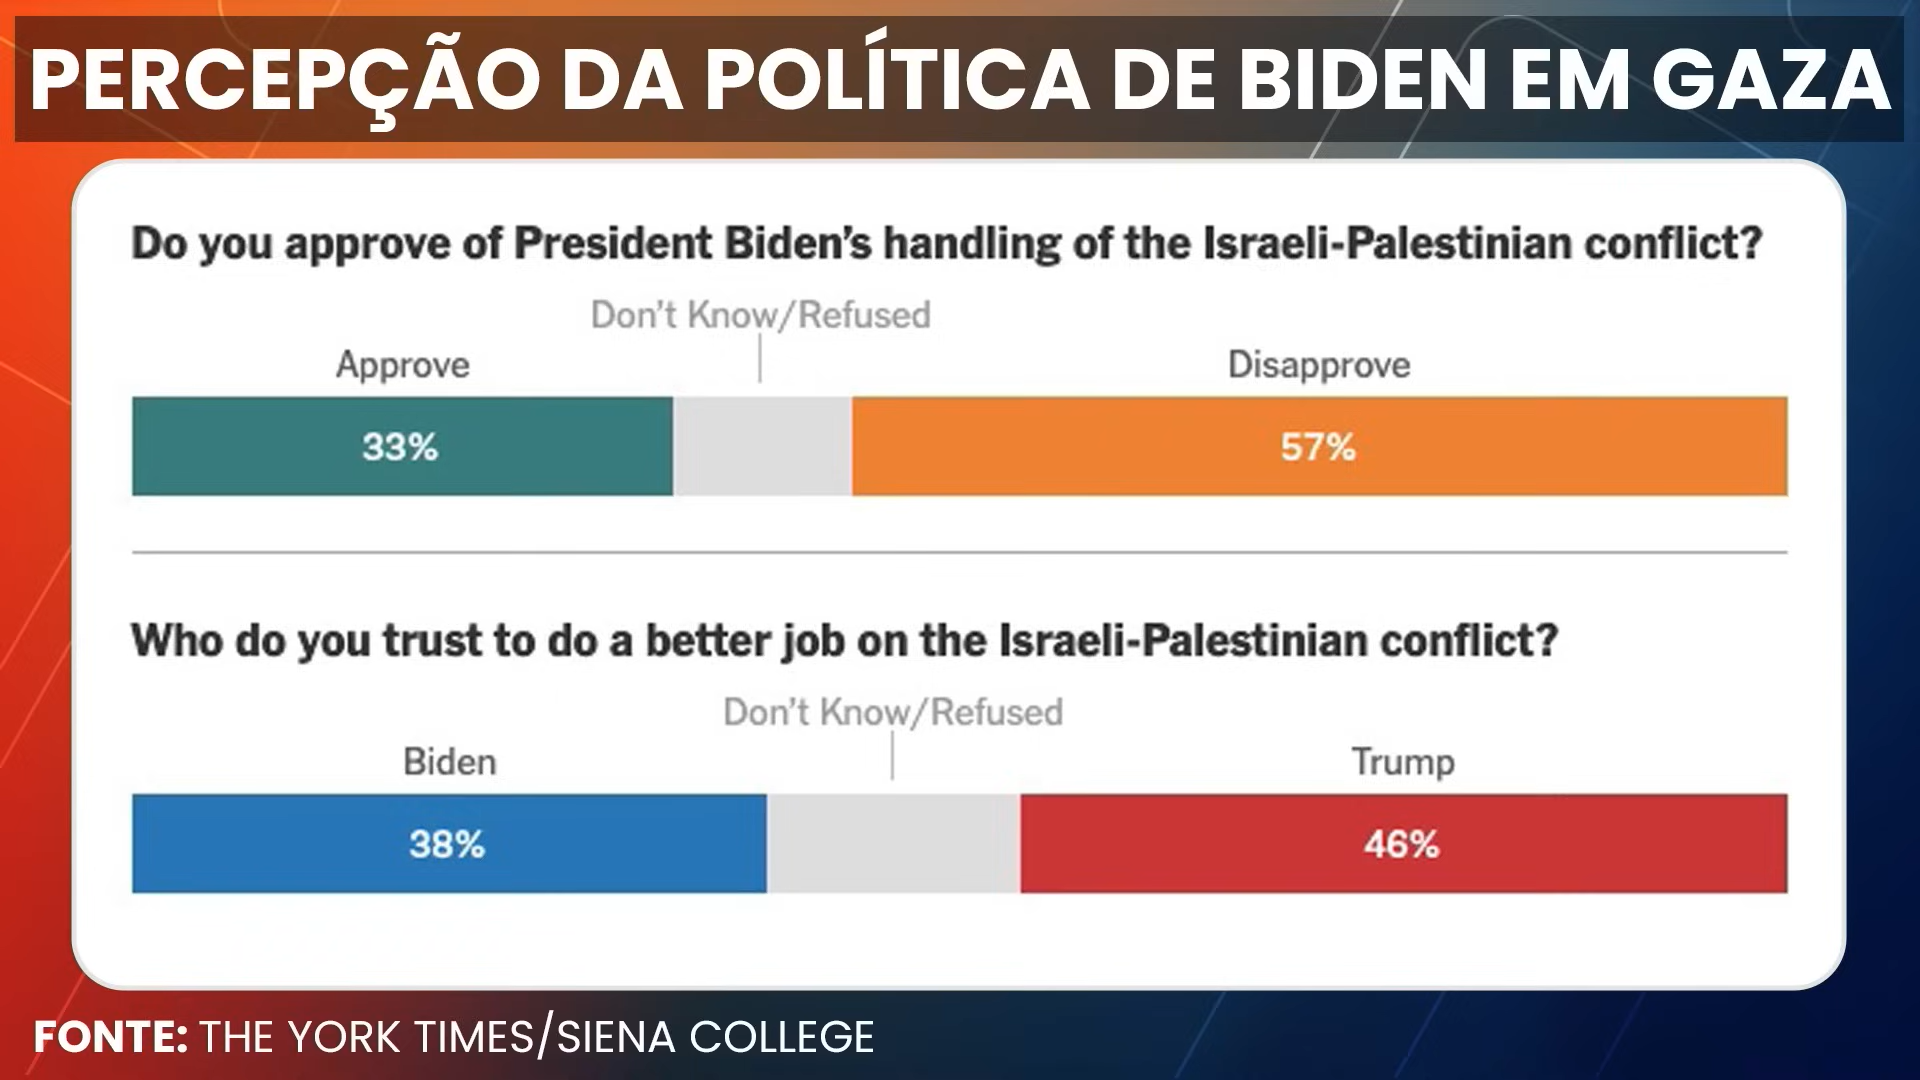 PERCEPÇÃO DA POLÍTICA DE BIDEN EM GAZA
Do you approve of President Biden's handling of the Israeli-Palestinian conflict?
Don't Know/Refused
Approve
Disapprove
33%
57%
Who do you trust to do a better job on the Israeli-Palestinian conflict?
Don't Know/Refused
Biden
Trump
38%
46%
FONTE: THE YORK TIMES/SIENA COLLEGE